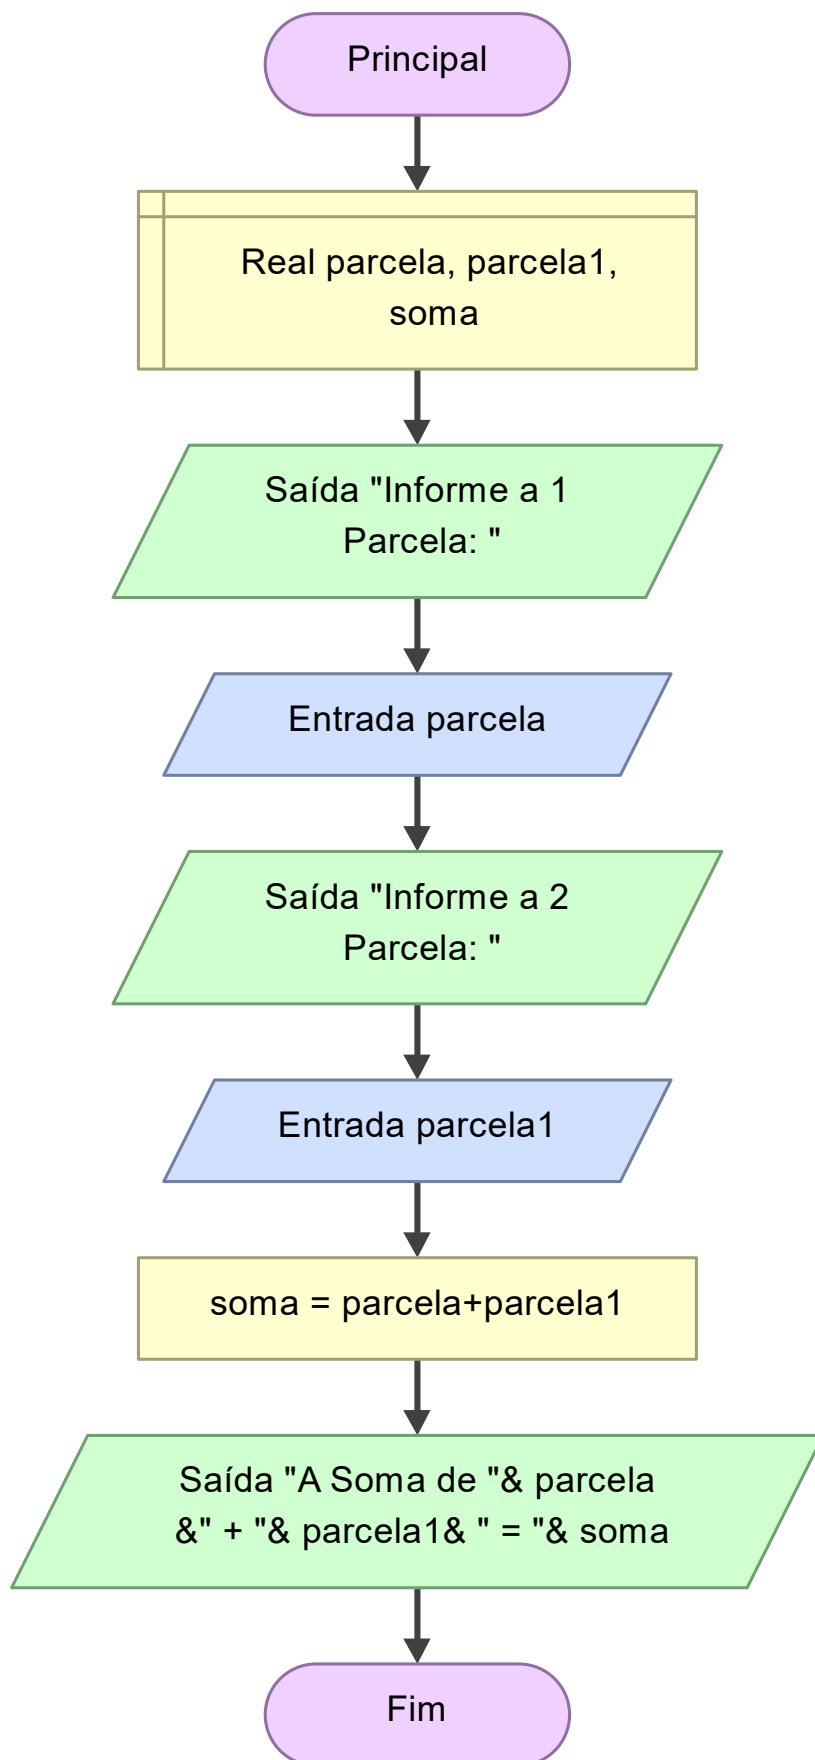 Principal
Real parcela, parcela1,
soma
Saída "Informe a 1
Parcela: "
Entrada parcela
Saída "Informe a 2
Parcela: "
Entrada parcela1
soma = parcela+parcela1
Saída "A Soma de "& parcela
&" + "& parcela1& " = "& soma
Fim